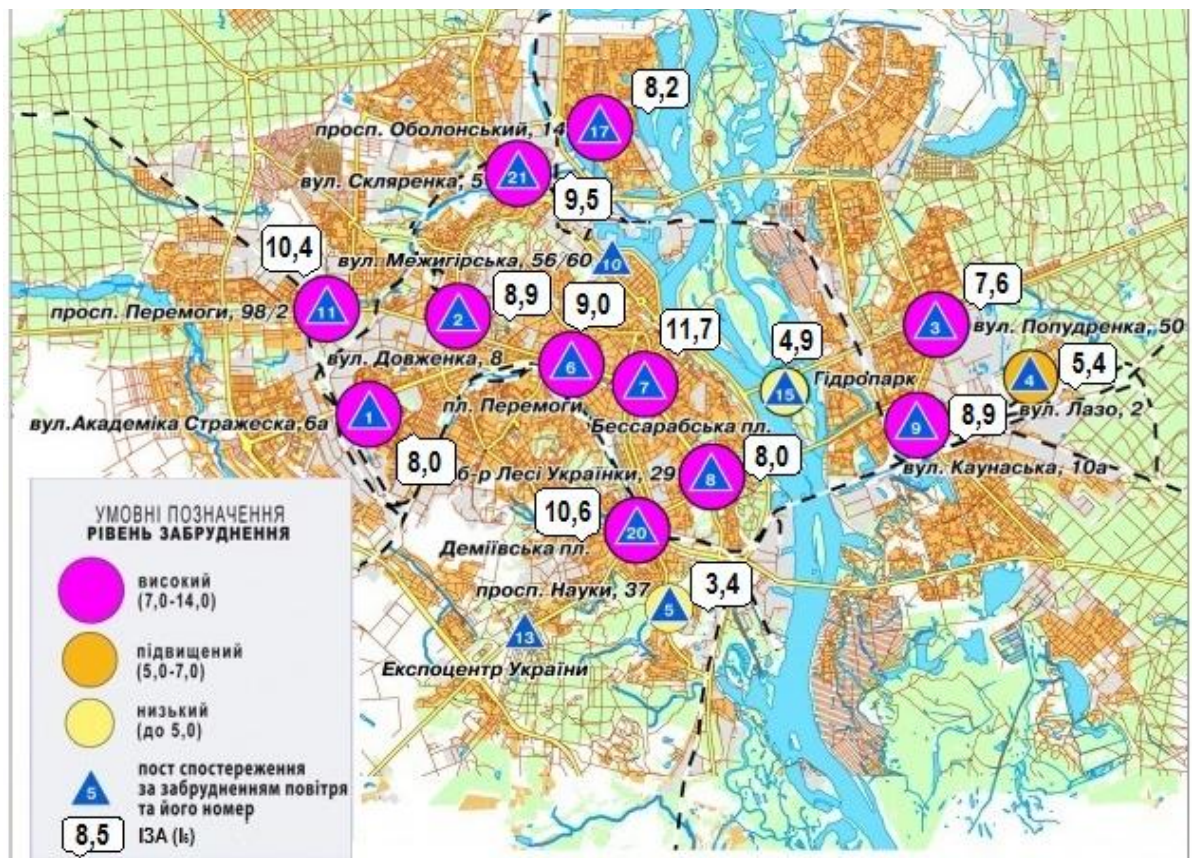 8,2
просп. Оболонський, 14
17
вул. Скляренка, 5
21
9,5
10,4
вул. Межигірська, 56/60
10
просп. Перемоги, 98/2
11
2
8,9
9,0
7,6
3
вул. Попудренка, 50
11,7
4,9
вул. Довженка, 8
6
7
15
Гідропарк
4
5,4
вул. Лазо, 2
пл. Перемоги
Бессарабська пл.
вул.Академіка Стражеска,6а
1
9
8,9
вул. Каунаська, 10а
8,0
б-р Лесі Українки, 29
8
8,0
10,6
20
Деміївська пл.
просп. Науки, 37
5
3,4
13
Експоцентр України
УМОВНІ ПОЗНАЧЕННЯ
РІВЕНЬ ЗАБРУДНЕННЯ
високий
(7,0-14,0)
підвищений
(5,0-7,0)
низький
(до 5,0)
5
пост спостереження
за забрудненням повітря
та його номер
8,5
ІЗА (І₅)